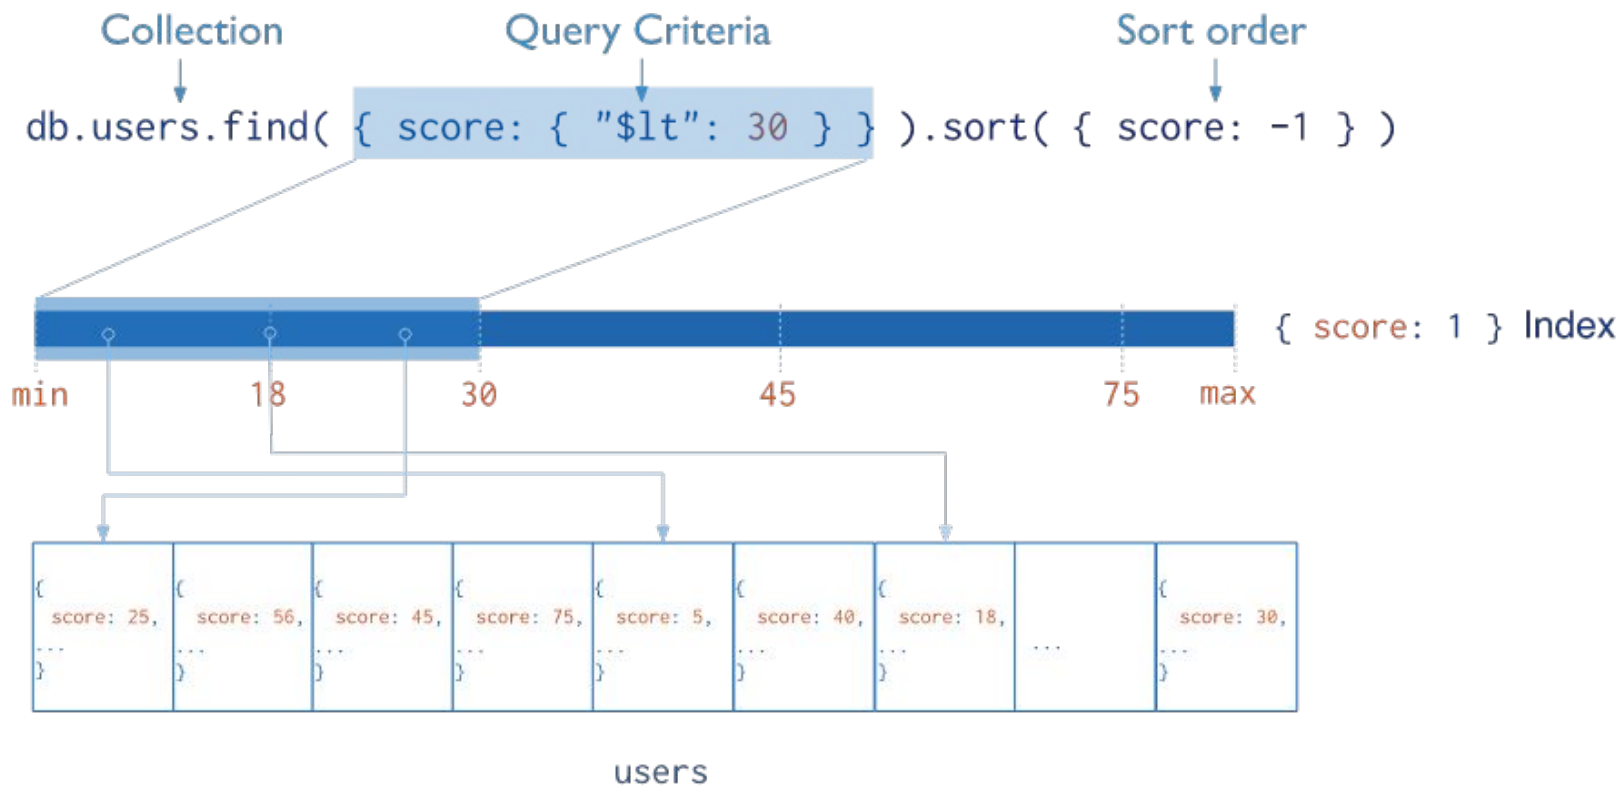 Collection Query Criteria Sort order
db.users.find( { score: { "$lt": 30 } } ).sort( { score: -1 } )
{ score: 1 } Index
min 18 30 45 75 max
{ { { { { { { {
score: 25, score: 56, score: 45, score: 75, score: 5, score: 40, score: 18, score: 30,
... ... ... ... ... ... ... ... ...
} } } } } } } }
users